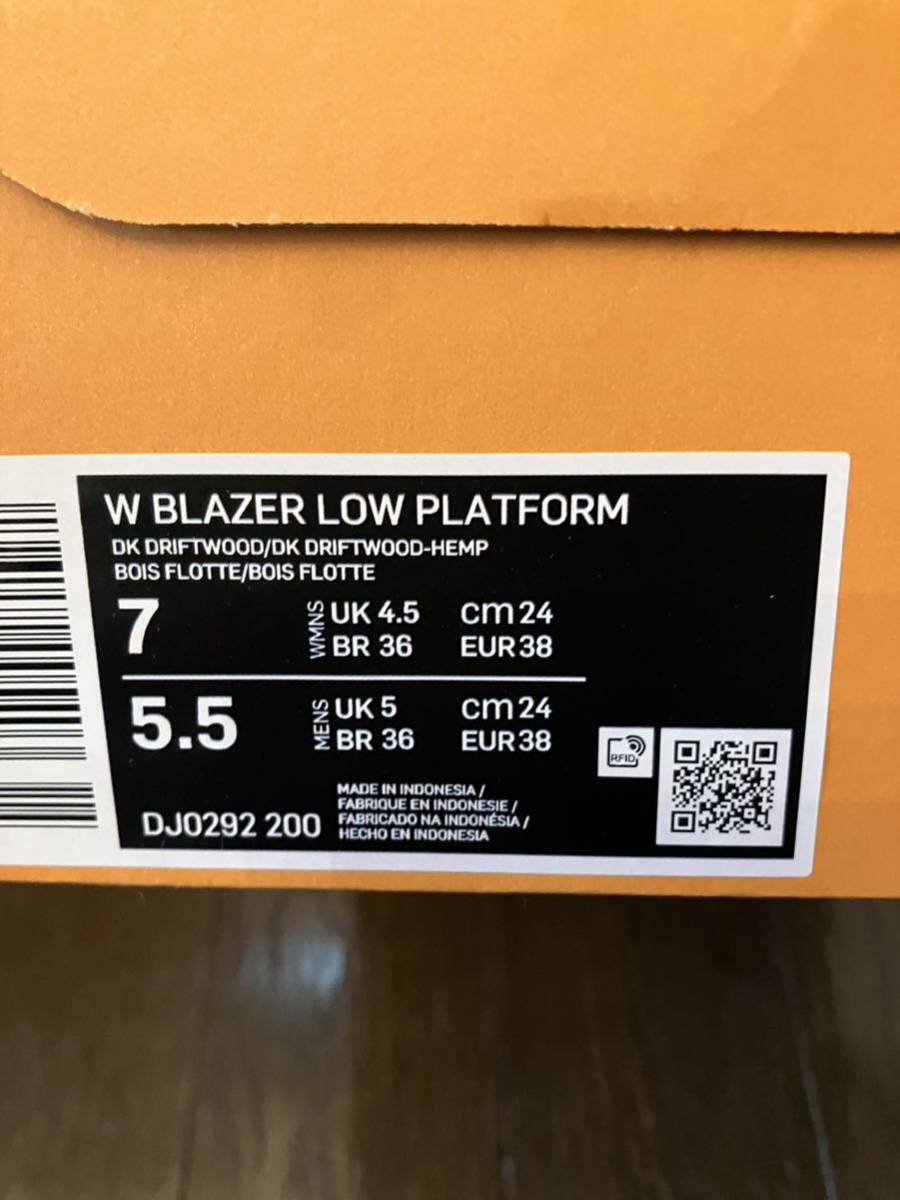 W BLAZER LOW PLATFORM
DK DRIFTWOOD/DK DRIFTWOOD-HEMP
BOIS FLOTTE/BOIS FLOTTE
7 WMNS UK 4.5 cm 24
BR 36 EUR 38
5.5 MENS UK 5 cm 24
BR 36 EUR 38
RFID
MADE IN INDONESIA /
FABRIQUE EN INDONESIE /
FABRICADO NA INDONÉSIA /
HECHO EN INDONESIA
DJ0292 200